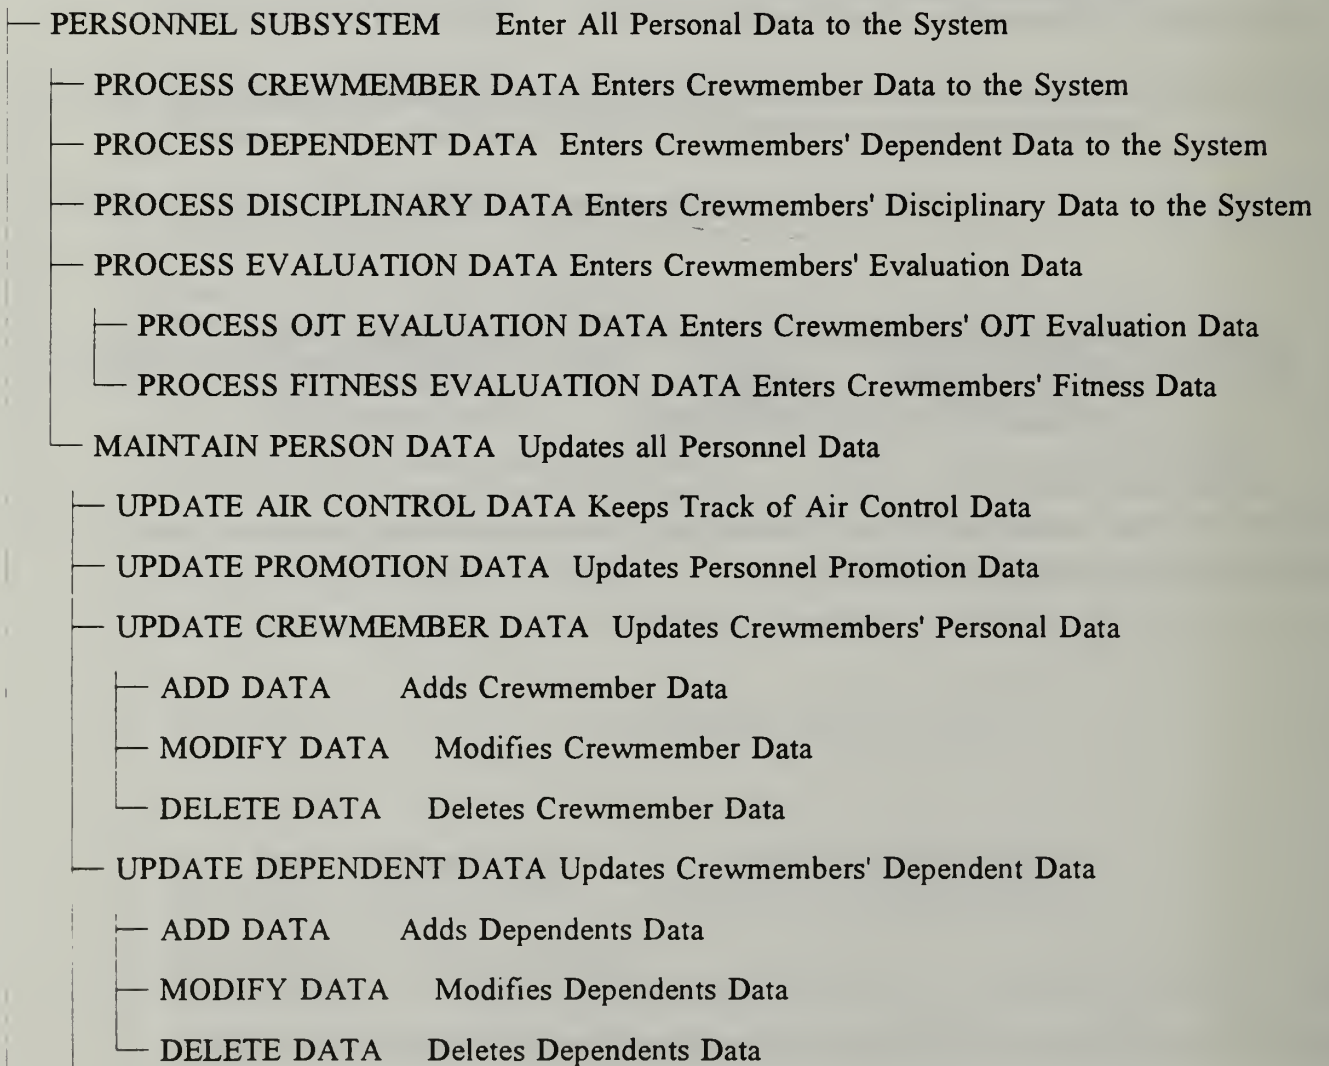 PERSONNEL SUBSYSTEM Enter All Personal Data to the System
PROCESS CREWMEMBER DATA Enters Crewmember Data to the System
PROCESS DEPENDENT DATA Enters Crewmembers' Dependent Data to the System
PROCESS DISCIPLINARY DATA Enters Crewmembers' Disciplinary Data to the System
PROCESS EVALUATION DATA Enters Crewmembers' Evaluation Data
PROCESS OJT EVALUATION DATA Enters Crewmembers' OJT Evaluation Data
PROCESS FITNESS EVALUATION DATA Enters Crewmembers' Fitness Data
MAINTAIN PERSON DATA Updates all Personnel Data
UPDATE AIR CONTROL DATA Keeps Track of Air Control Data
UPDATE PROMOTION DATA Updates Personnel Promotion Data
UPDATE CREWMEMBER DATA Updates Crewmembers' Personal Data
ADD DATA Adds Crewmember Data
MODIFY DATA Modifies Crewmember Data
DELETE DATA Deletes Crewmember Data
UPDATE DEPENDENT DATA Updates Crewmembers' Dependent Data
ADD DATA Adds Dependents Data
MODIFY DATA Modifies Dependents Data
DELETE DATA Deletes Dependents Data